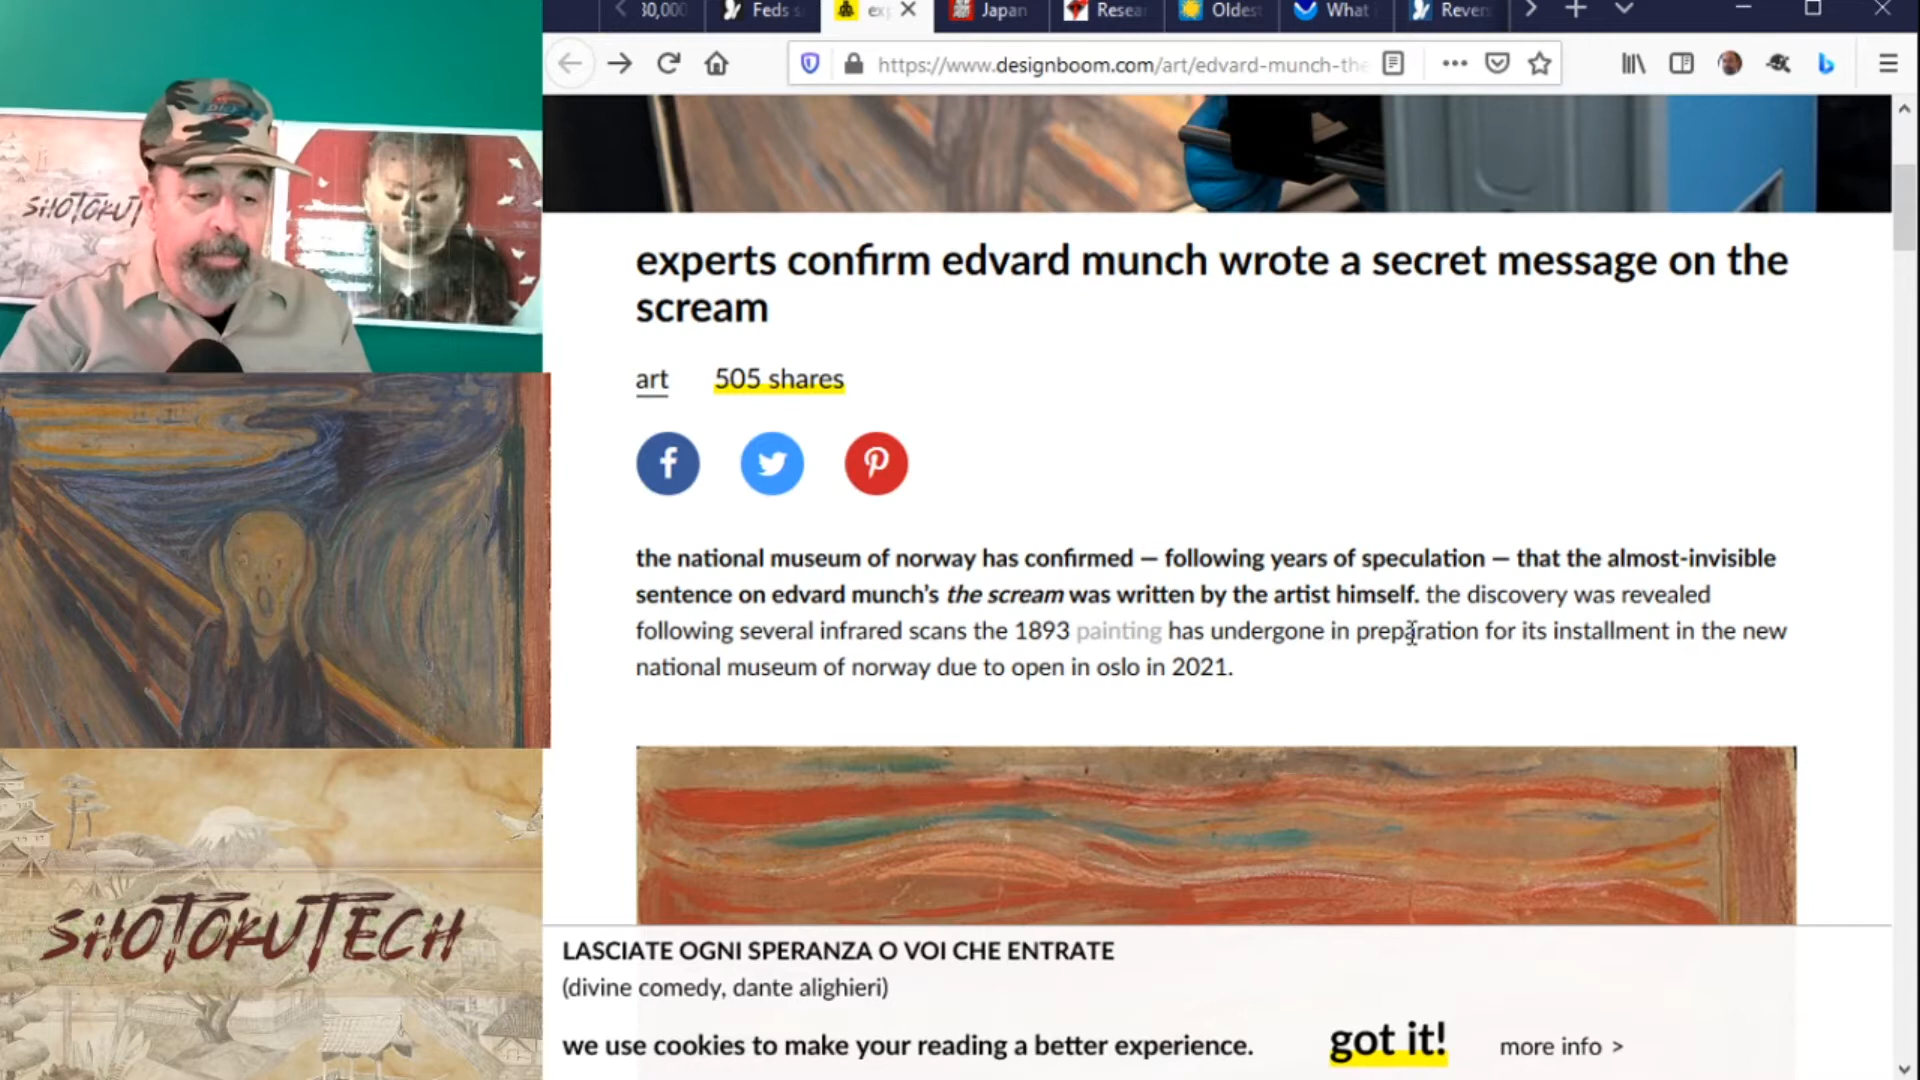 30,000
Feds
exp
Japan
Resea
Oldest
What
Rever
https://www.designboom.com/art/edvard-munch-the
SHOTOKUT
experts confirm edvard munch wrote a secret message on the
scream
art
505 shares
the national museum of norway has confirmed — following years of speculation — that the almost-invisible
sentence on edvard munch's the scream was written by the artist himself. the discovery was revealed
following several infrared scans the 1893 painting has undergone in preparation for its installment in the new
national museum of norway due to open in oslo in 2021.
SHOTOKUTECH
LASCIATE OGNI SPERANZA O VOI CHE ENTRATE
(divine comedy, dante alighieri)
we use cookies to make your reading a better experience.
got it!
more info >